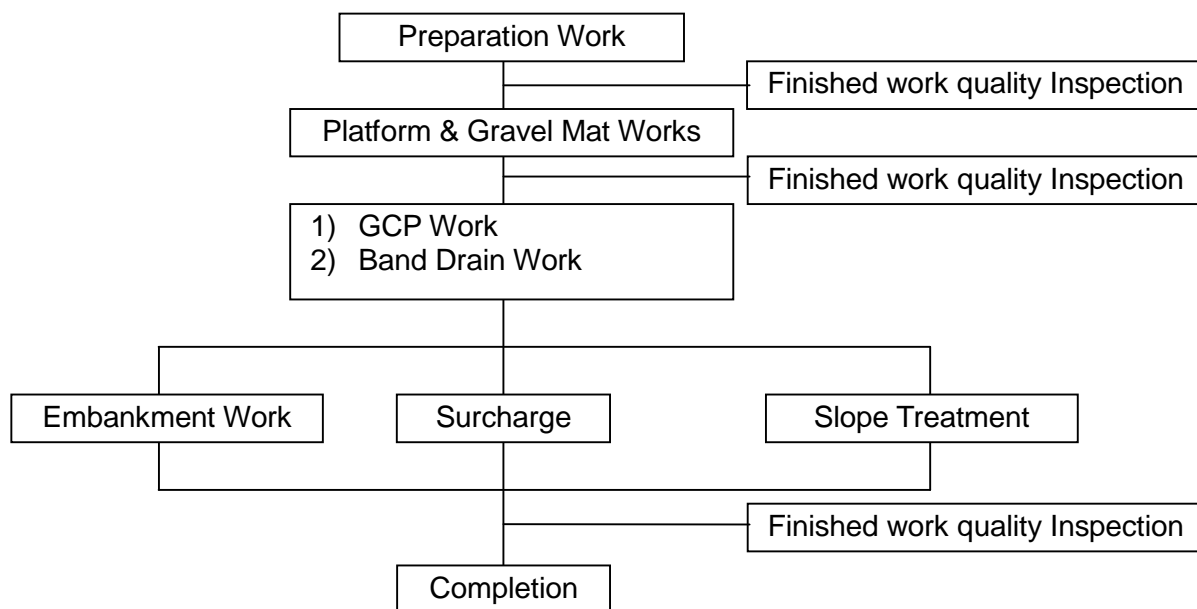 Preparation Work
Finished work quality Inspection
Platform & Gravel Mat Works
Finished work quality Inspection
1) GCP Work
2) Band Drain Work
Embankment Work
Surcharge
Slope Treatment
Finished work quality Inspection
Completion